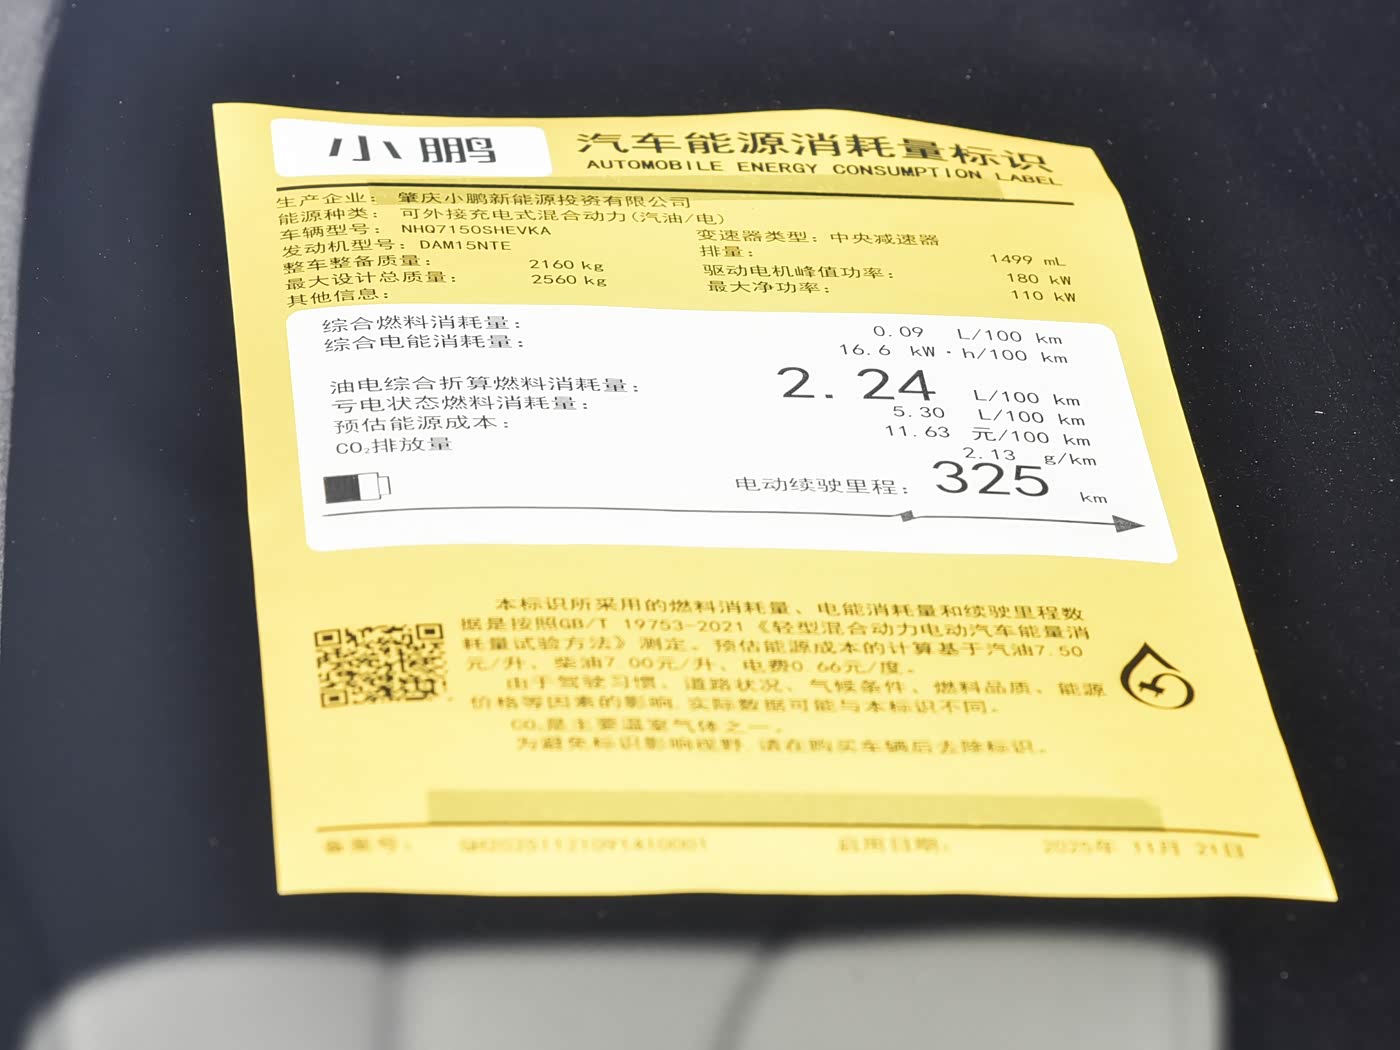 小鹏
汽车能源消耗量标识
AUTOMOBILE ENERGY CONSUMPTION LABEL
生产企业: 肇庆小鹏新能源投资有限公司
能源种类: 可外接充电式混合动力(汽油/电)
车辆型号: NHQ7150SHEVKA 变速器类型: 中央减速器
发动机型号: DAM15NTE 排量: 1499 mL
整车整备质量: 2160 kg 驱动电机峰值功率: 180 kW
最大设计总质量: 2560 kg 最大净功率: 110 kW
其他信息:
综合燃料消耗量: 0.09 L/100 km
综合电能消耗量: 16.6 kW·h/100 km
油电综合折算燃料消耗量: 2.24 L/100 km
亏电状态燃料消耗量: 5.30 L/100 km
预估能源成本: 11.63 元/100 km
CO₂排放量 2.13 g/km
电动续驶里程: 325 km
本标识所采用的燃料消耗量、电能消耗量和续驶里程数
据是按照GB/T 19753-2021《轻型混合动力电动汽车能量消
耗量试验方法》测定。预估能源成本的计算基于汽油7.50
元/升、柴油7.00元/升、电费0.66元/度。
由于驾驶习惯、道路状况、气候条件、燃料品质、能源
价格等因素的影响,实际数据可能与本标识不同。
CO₂是主要温室气体之一。
为避免标识影响视野,请在购买车辆后去除标识。
备案号: 启用日期: 2025年 11月 21日